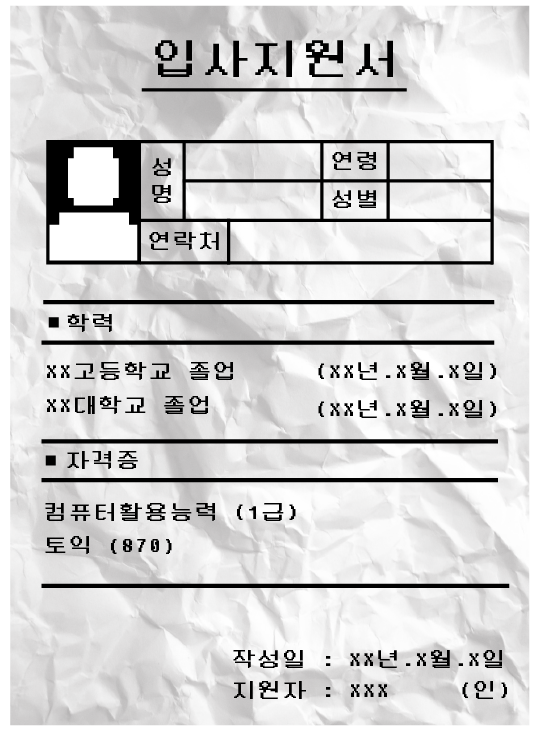 입사지원서
성명
연령
성별
연락처
■ 학력
xx고등학교 졸업 (xx년.x월.x일)
xx대학교 졸업 (xx년.x월.x일)
■ 자격증
컴퓨터활용능력 (1급)
토익 (870)
작성일 : xx년.x월.x일
지원자 : xxx (인)